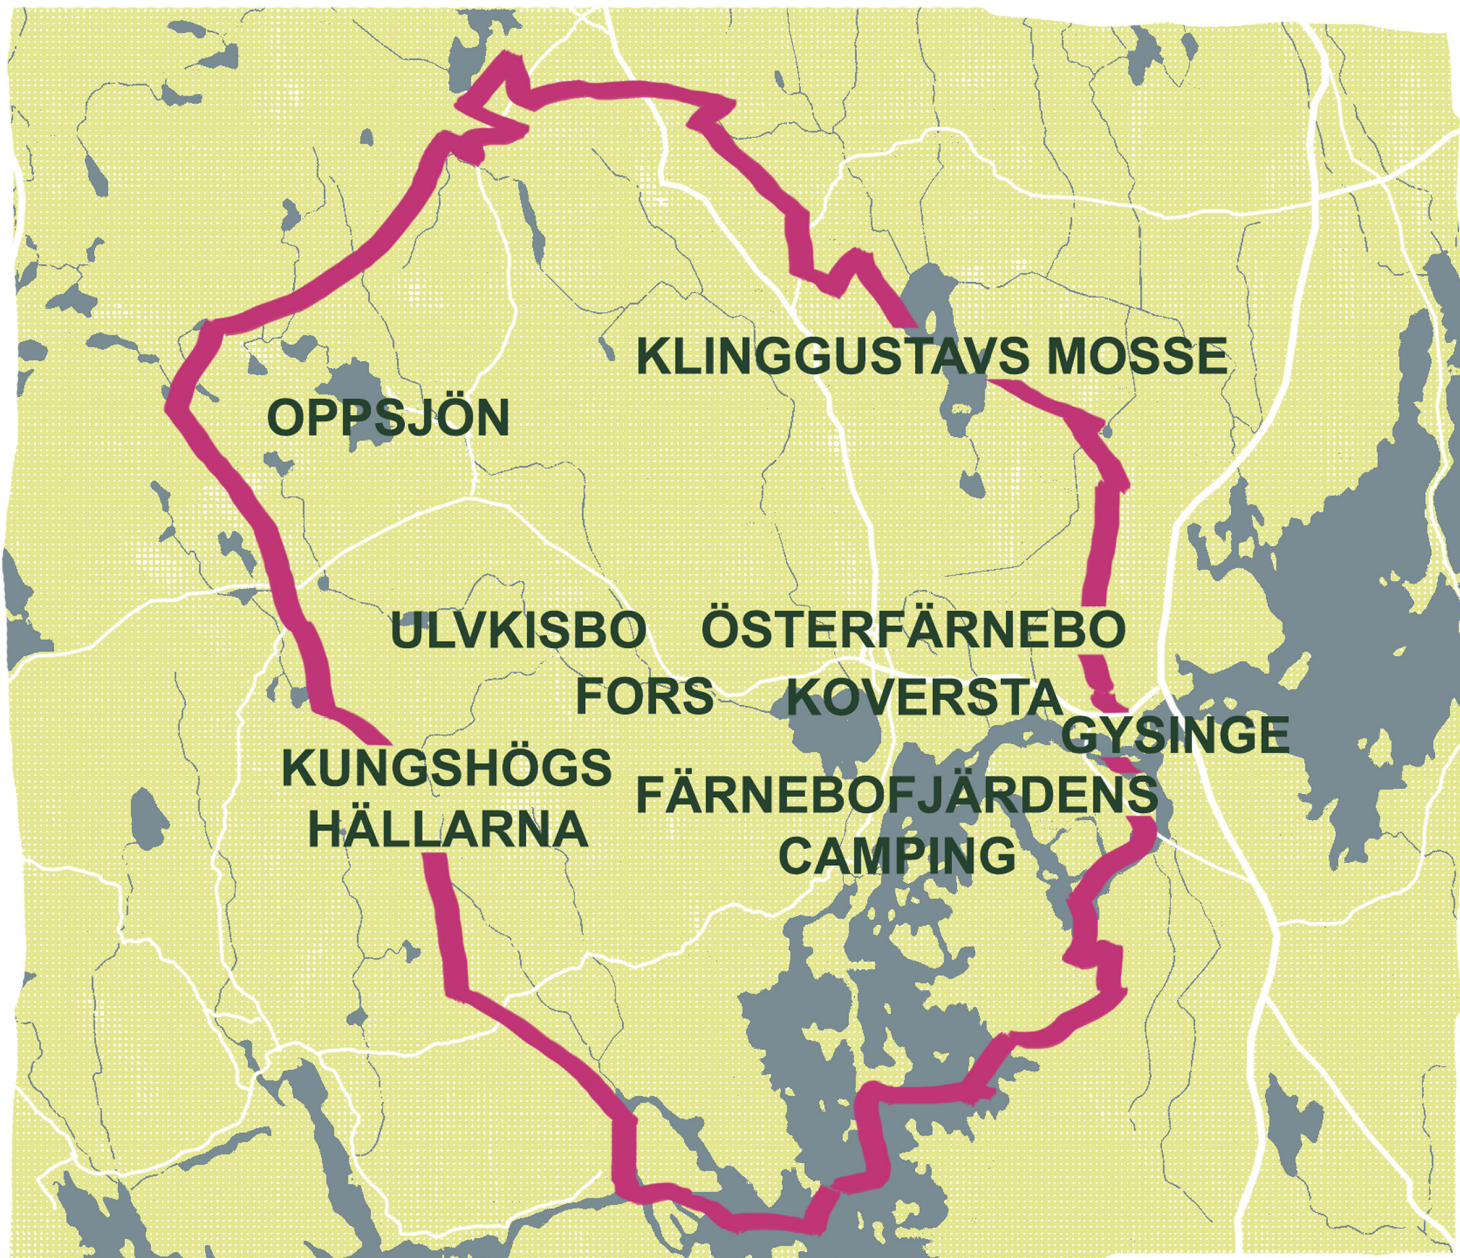 KLINGGUSTAVS MOSSE
OPPSJÖN
ULVKISBO
ÖSTERFÄRNEBO
FORS
KOVERSTA
GYSINGE
KUNGSHÖGS
HÄLLARNA
FÄRNEBOFJÄRDENS
CAMPING